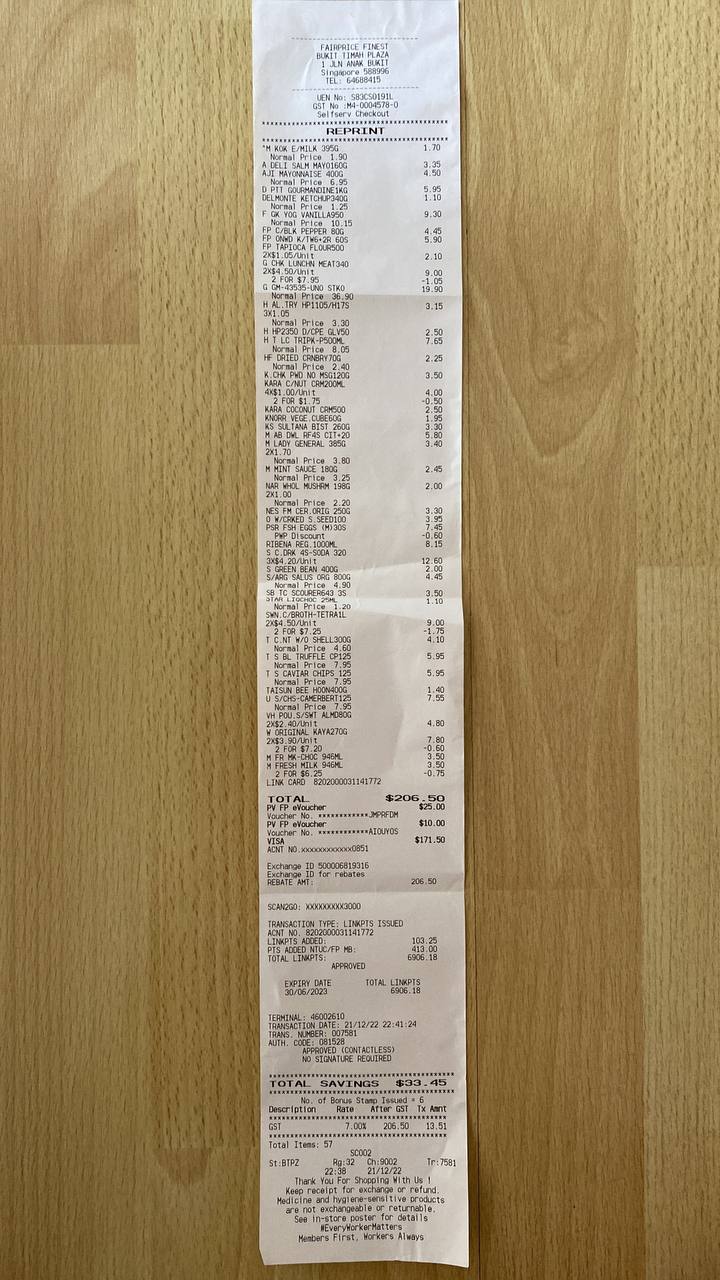 FAIRPRICE FINEST
BUKIT TIMAH PLAZA
1 JLN ANAK BUKIT
Singapore 588996
TEL: 64688415
UEN No: S83CS0191L
GST No :M4-0004578-0
Selfserv Checkout
REPRINT
*M KOK E/MILK 395G 1.70
Normal Price 1.90
A DELI SALM MAYO160G 3.35
AJI MAYONNAISE 400G 4.50
Normal Price 6.95
D PTT GOURMANDINE1KG 5.95
DELMONTE KETCHUP340G 1.10
Normal Price 1.25
F GK YOG VANILLA950 9.30
Normal Price 10.15
FP C/BLK PEPPER 80G 4.45
FP ONWD K/TW6+2R 60S 5.90
FP TAPIOCA FLOUR500
2X$1.05/Unit 2.10
G CHK LUNCHN MEAT340
2X$4.50/Unit 9.00
2 FOR $7.95 -1.05
G GM-43535-UNO STKO 19.90
Normal Price 36.90
H AL.TRY HP1105/H17S 3.15
3X1.05
Normal Price 3.30
H HP2350 D/CPE GLV50 2.50
H T LC TRIPK-P500ML 7.65
Normal Price 8.05
HF DRIED CRNBRY70G 2.25
Normal Price 2.40
K.CHK PWD NO MSG120G 3.50
KARA C/NUT CRM200ML
4X$1.00/Unit 4.00
2 FOR $1.75 -0.50
KARA COCONUT CRM500 2.50
KNORR VEGE.CUBE60G 1.95
KS SULTANA BIST 260G 3.30
M AB DWL RF4S CIT+20 5.80
M LADY GENERAL 385G 3.40
2X1.70
Normal Price 3.80
M MINT SAUCE 180G 2.45
Normal Price 3.25
NAR WHOL MUSHRM 198G 2.00
2X1.00
Normal Price 2.20
NES FM CER.ORIG 250G 3.30
O W/CRKED S.SEED100 3.95
PSR FSH EGGS (M)30S 7.45
PWP Discount -0.60
RIBENA REG.1000ML 8.15
S C.DRK 4S-SODA 320
3X$4.20/Unit 12.60
S GREEN BEAN 400G 2.00
S/ARG SALUS ORG 800G 4.45
Normal Price 4.90
SB TC SCOURER643 3S 3.50
STAR LIQCHOC 25ML 1.10
Normal Price 1.20
SWN.C/BROTH-TETRA1L
2X$4.50/Unit 9.00
2 FOR $7.25 -1.75
T C.NT W/O SHELL300G 4.10
Normal Price 4.60
T S BL TRUFFLE CP125 5.95
Normal Price 7.95
T S CAVIAR CHIPS 125 5.95
Normal Price 7.95
TAISUN BEE HOON400G 1.40
U S/CHS-CAMERBERT125 7.55
Normal Price 7.95
VH POU.S/SWT ALMD80G
2X$2.40/Unit 4.80
W ORIGINAL KAYA270G
2X$3.90/Unit 7.80
2 FOR $7.20 -0.60
M FR MK-CHOC 946ML 3.50
M FRESH MILK 946ML 3.50
2 FOR $6.25 -0.75
LINK CARD 8202000031141772
TOTAL $206.50
PV FP eVoucher $25.00
Voucher No. ************JMPRFDM
PV FP eVoucher $10.00
Voucher No. ************AIOUYOS
VISA $171.50
ACNT NO.xxxxxxxxxxxx0851
Exchange ID 500006819316
Exchange ID for rebates
REBATE AMT: 206.50
SCAN2GO: XXXXXXXXX3000
TRANSACTION TYPE: LINKPTS ISSUED
ACNT NO. 8202000031141772
LINKPTS ADDED: 103.25
PTS ADDED NTUC/FP MB: 413.00
TOTAL LINKPTS: 6906.18
APPROVED
EXPIRY DATE TOTAL LINKPTS
30/06/2023 6906.18
TERMINAL: 46002610
TRANSACTION DATE: 21/12/22 22:41:24
TRANS. NUMBER: 007581
AUTH. CODE: 081528
APPROVED (CONTACTLESS)
NO SIGNATURE REQUIRED
TOTAL SAVINGS $33.45
No. of Bonus Stamp Issued = 6
Description Rate After GST Tx Amnt
GST 7.00% 206.50 13.51
Total Items: 57
SC002
St:BTPZ Rg:32 Ch:9002 Tr:7581
22:38 21/12/22
Thank You For Shopping With Us !
Keep receipt for exchange or refund.
Medicine and hygiene-sensitive products
are not exchangeable or returnable.
See in-store poster for details
#EveryWorkerMatters
Members First, Workers Always